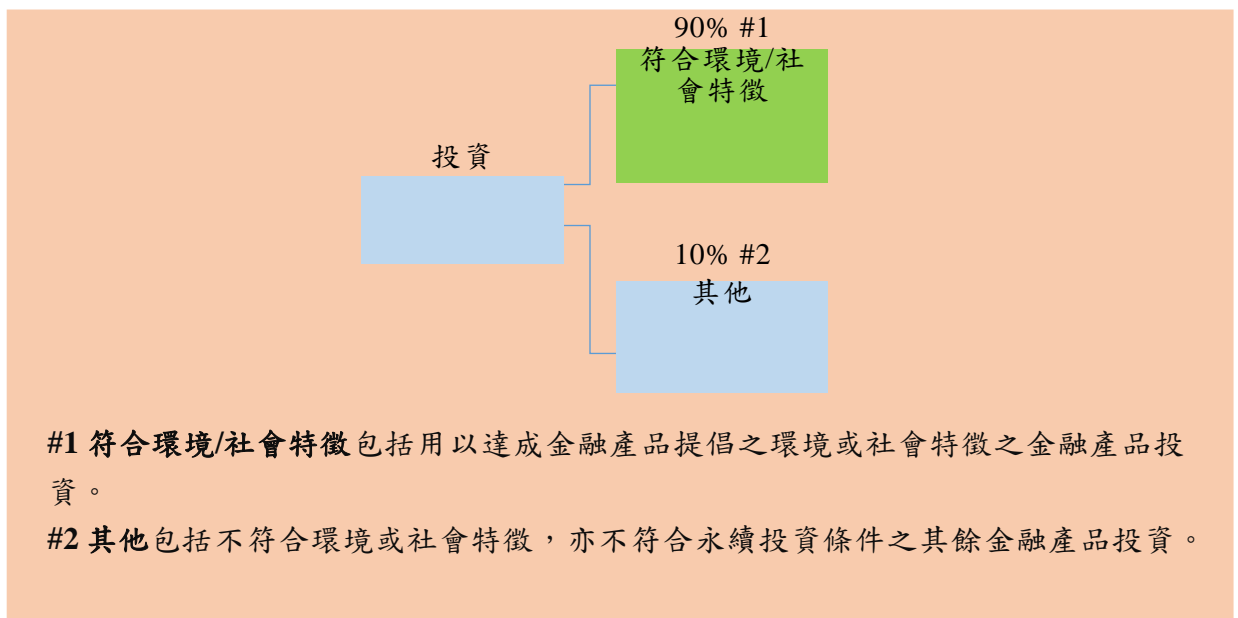 90% #1
符合環境/社
會特徵
投資
10% #2
其他
#1 符合環境/社會特徵包括用以達成金融產品提倡之環境或社會特徵之金融產品投
資。
#2 其他包括不符合環境或社會特徵，亦不符合永續投資條件之其餘金融產品投資。